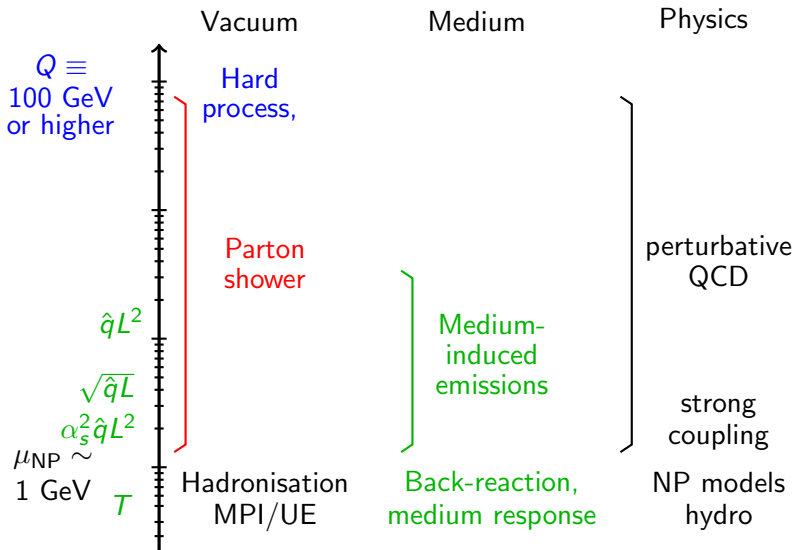 Vacuum
Medium
Physics
Q ≡
100 GeV
or higher
Hard
process,
Parton
shower
perturbative
QCD
q̂L²
Medium-
induced
emissions
√q̂L
α_s²q̂L²
strong
coupling
μ_NP ∼
1 GeV
T
Hadronisation
MPI/UE
Back-reaction,
medium response
NP models
hydro